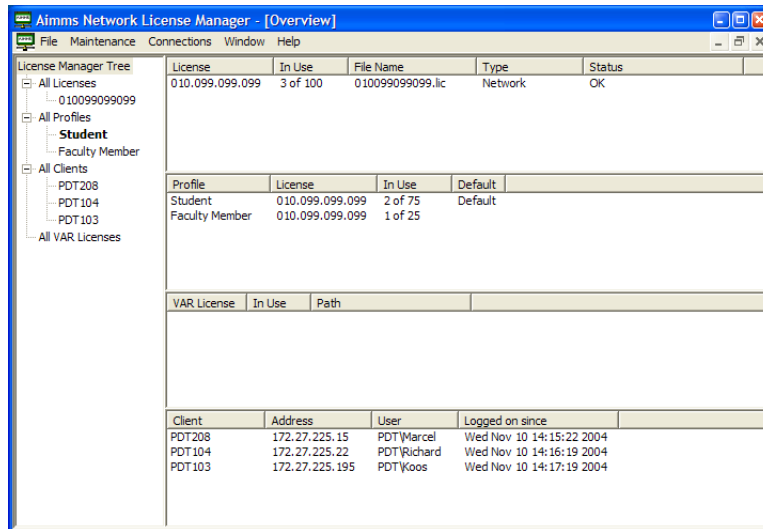 Aimms Network License Manager - [Overview]
File Maintenance Connections Window Help
License Manager Tree
All Licenses
010099099099
All Profiles
Student
Faculty Member
All Clients
PDT208
PDT104
PDT103
All VAR Licenses
License In Use File Name Type Status
010.099.099.099 3 of 100 010099099099.lic Network OK
Profile License In Use Default
Student 010.099.099.099 2 of 75 Default
Faculty Member 010.099.099.099 1 of 25
VAR License In Use Path
Client Address User Logged on since
PDT208 172.27.225.15 PDT\Marcel Wed Nov 10 14:15:22 2004
PDT104 172.27.225.22 PDT\Richard Wed Nov 10 14:16:19 2004
PDT103 172.27.225.195 PDT\Koos Wed Nov 10 14:17:19 2004